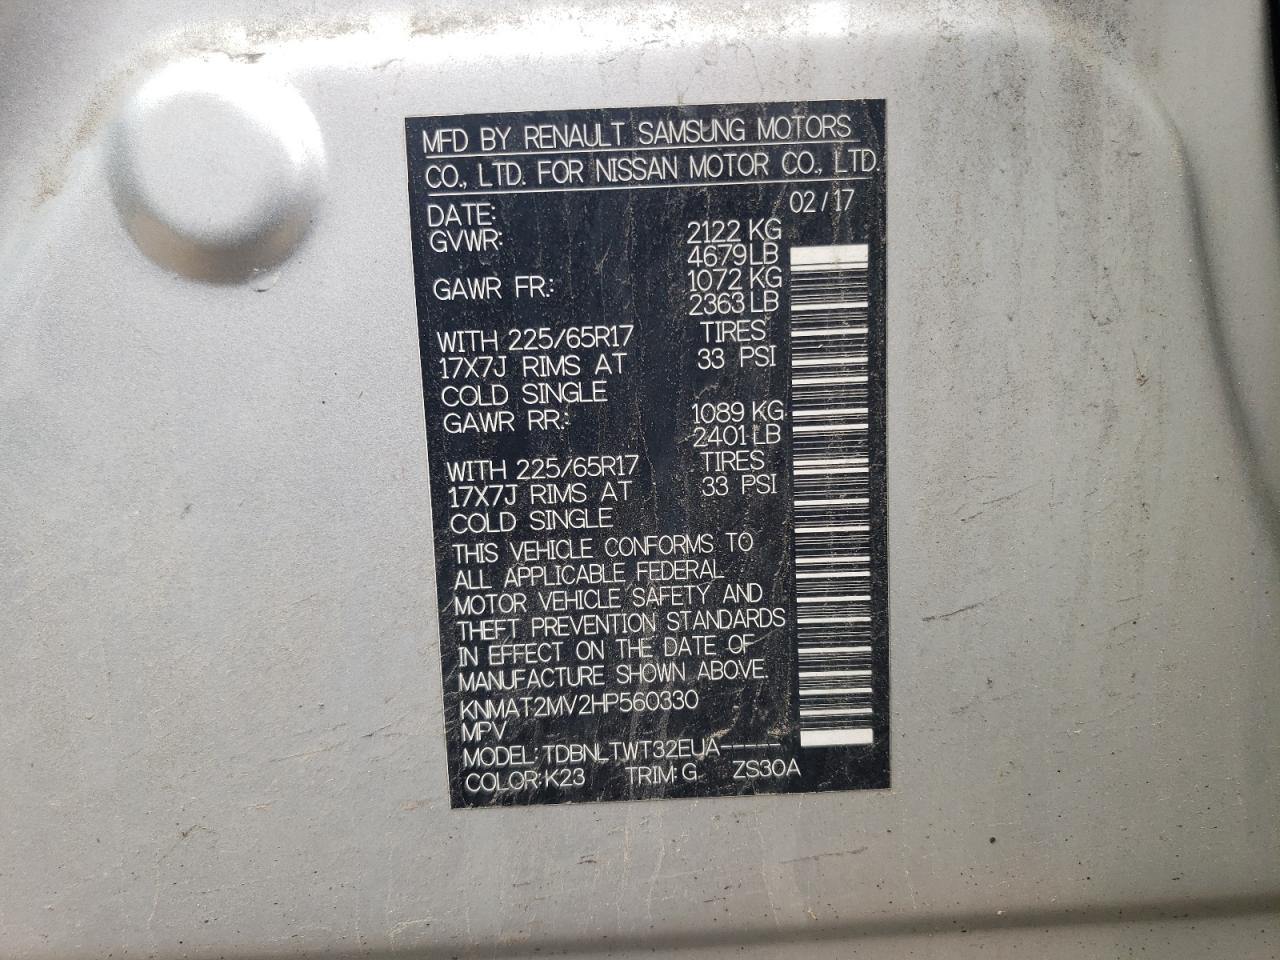 MFD BY RENAULT SAMSUNG MOTORS
CO., LTD. FOR NISSAN MOTOR CO., LTD.
DATE: 02/17
GVWR: 2122 KG
4679 LB
GAWR FR.: 1072 KG
2363 LB
WITH 225/65R17 TIRES
17X7J RIMS AT 33 PSI
COLD SINGLE
GAWR RR.: 1089 KG
2401 LB
WITH 225/65R17 TIRES
17X7J RIMS AT 33 PSI
COLD SINGLE
THIS VEHICLE CONFORMS TO
ALL APPLICABLE FEDERAL
MOTOR VEHICLE SAFETY AND
THEFT PREVENTION STANDARDS
IN EFFECT ON THE DATE OF
MANUFACTURE SHOWN ABOVE.
KNMAT2MV2HP560330
MPV
MODEL:TDBNLTWT32EUA-----
COLOR:K23 TRIM:G ZS30A